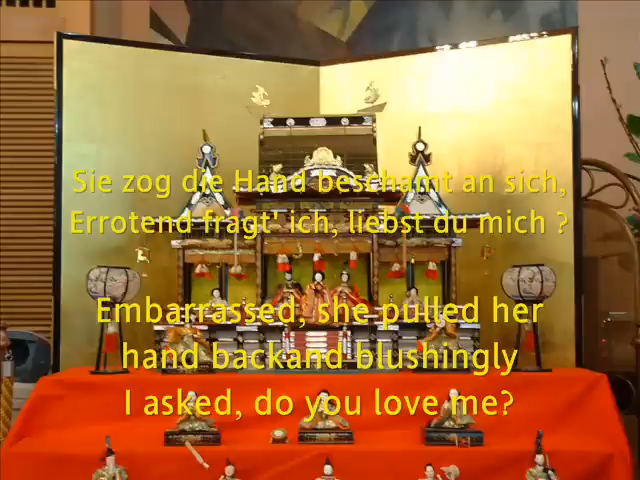 Sie zog die Hand beschämt an sich,
Errotend fragt' ich, liebst du mich ?
Embarrassed, she pulled her
hand backand blushingly
I asked, do you love me?